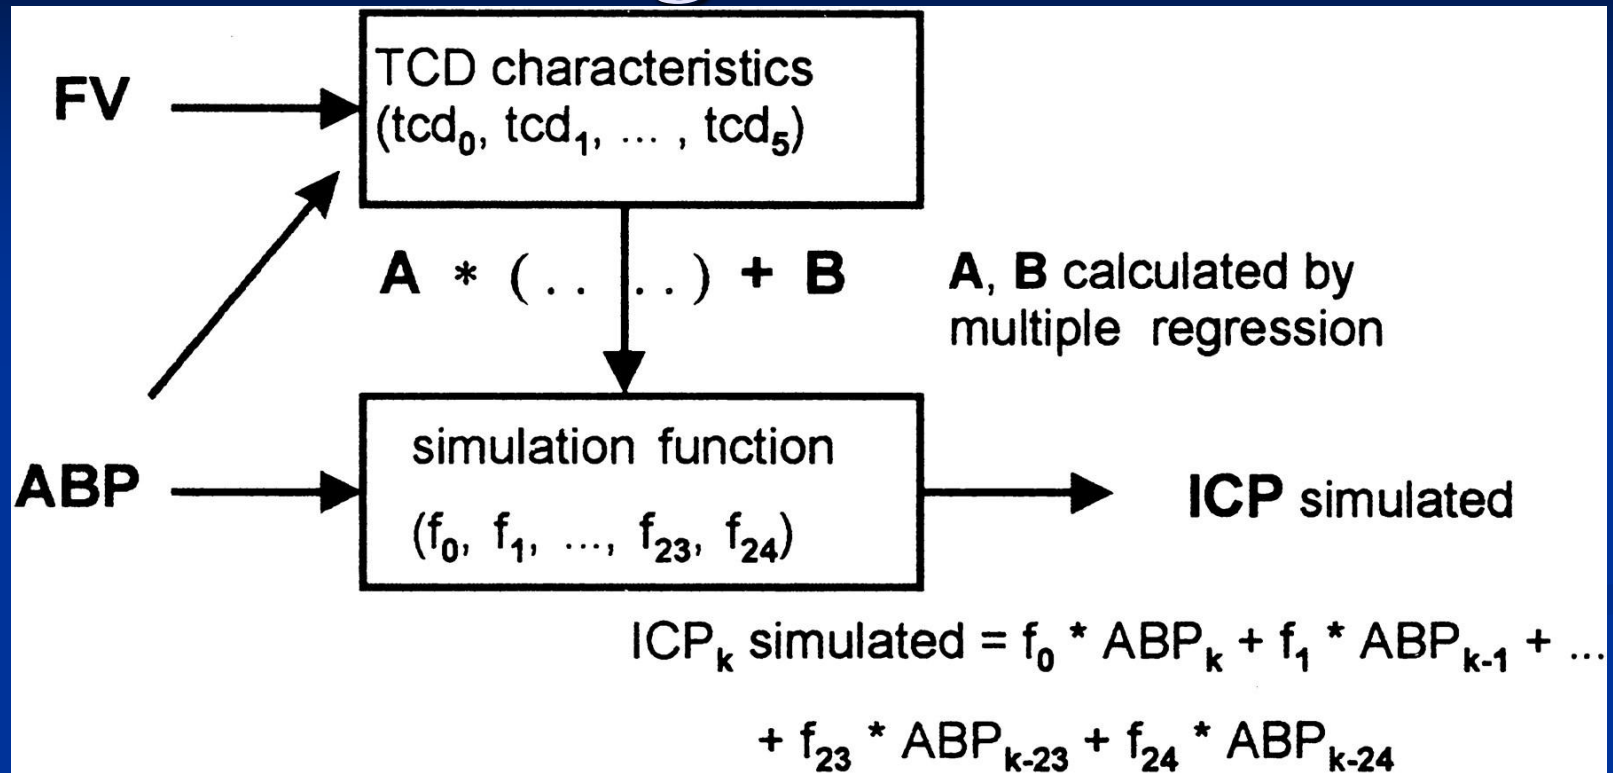 FV
TCD characteristics
(tcd₀, tcd₁, ... , tcd₅)
A * (.. ..) + B
A, B calculated by
multiple regression
ABP
simulation function
(f₀, f₁, ..., f₂₃, f₂₄)
ICP simulated
ICPₖ simulated = f₀ * ABPₖ + f₁ * ABPₖ₋₁ + ...
+ f₂₃ * ABPₖ₋₂₃ + f₂₄ * ABPₖ₋₂₄